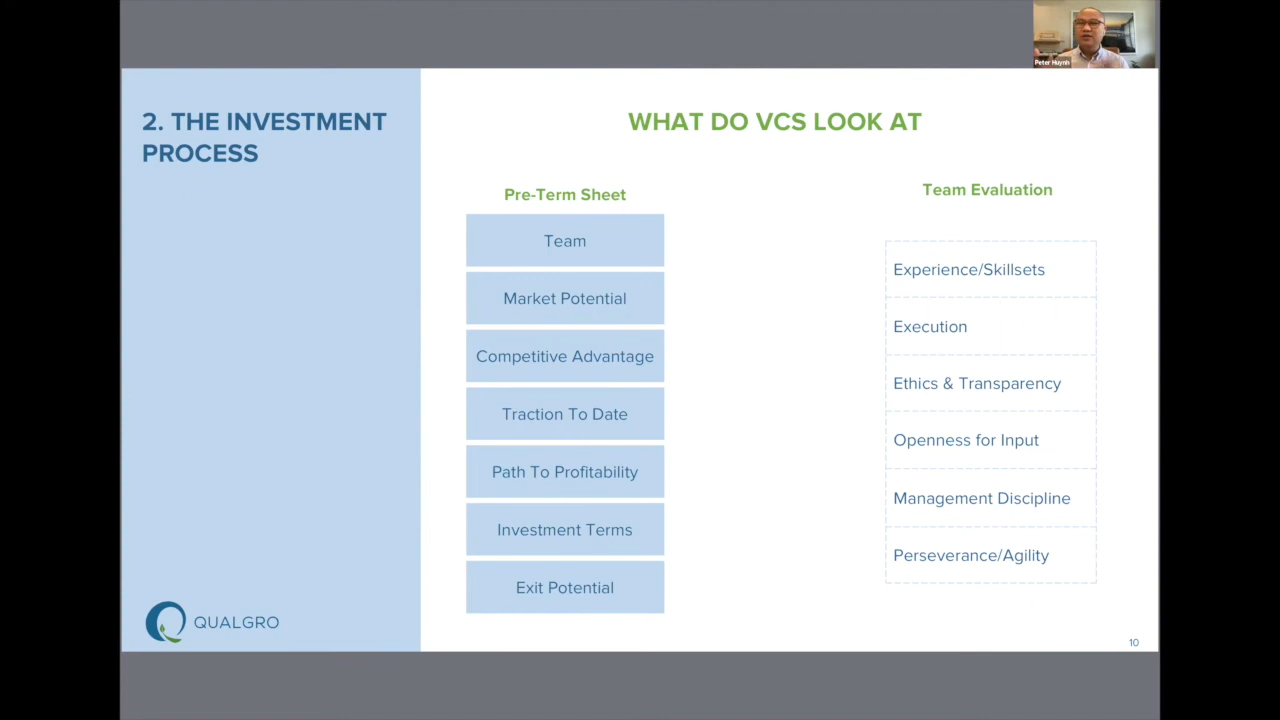 Peter Huynh
2. THE INVESTMENT
PROCESS
WHAT DO VCS LOOK AT
Pre-Term Sheet
Team
Market Potential
Competitive Advantage
Traction To Date
Path To Profitability
Investment Terms
Exit Potential
Team Evaluation
Experience/Skillsets
Execution
Ethics & Transparency
Openness for Input
Management Discipline
Perseverance/Agility
QUALGRO
10